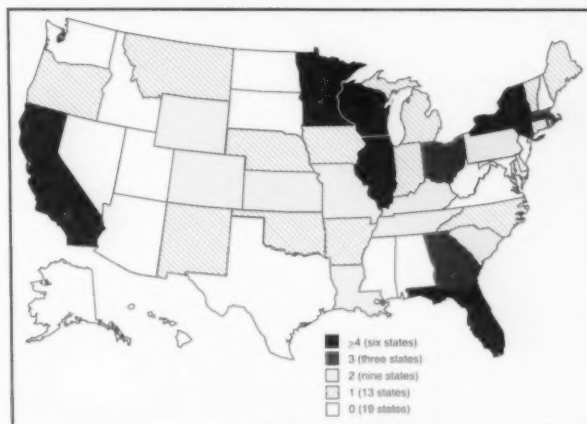 ≥4 (six states)
3 (three states)
2 (nine states)
1 (13 states)
0 (19 states)